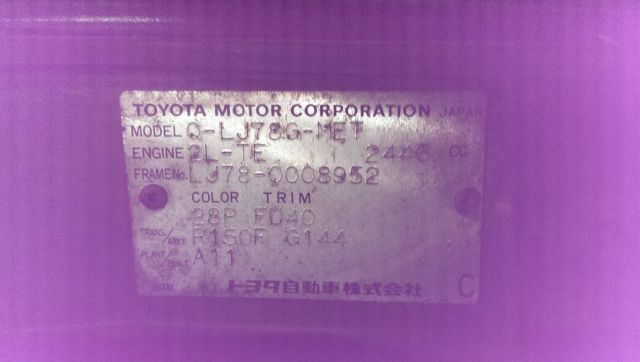 TOYOTA MOTOR CORPORATION JAPAN
MODEL Q-LJ78G-MET
ENGINE 2L-TE 2446 CC
FRAME No. LJ78-0008952
COLOR TRIM
28P FD40
TRANS./AXLE R150F G144
PLANT/BUILT A11
トヨタ自動車株式会社 C